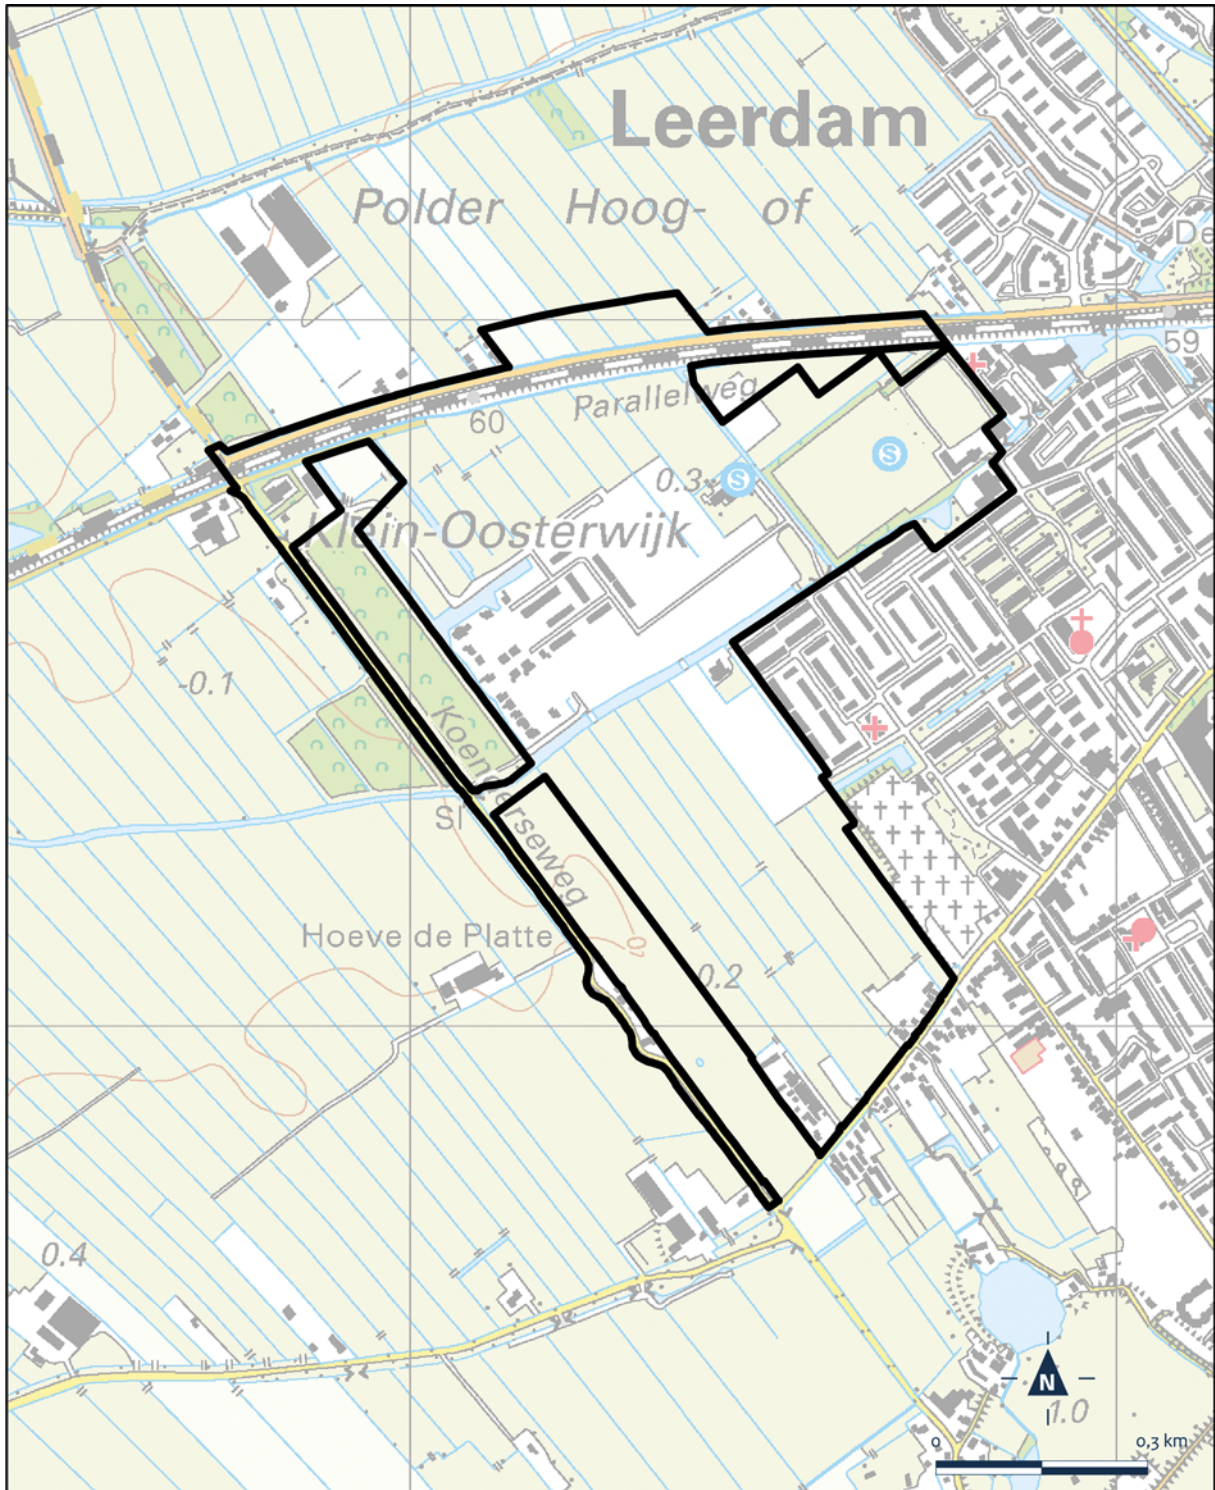 Leerdam
Polder Hoog- of
De
59
Parallelweg
60
S
0.3
S
Klein-Oosterwijk
-0.1
Koenderseweg
Sl
Hoeve de Platte
0.2
0.4
N
1.0
0 0,3 km